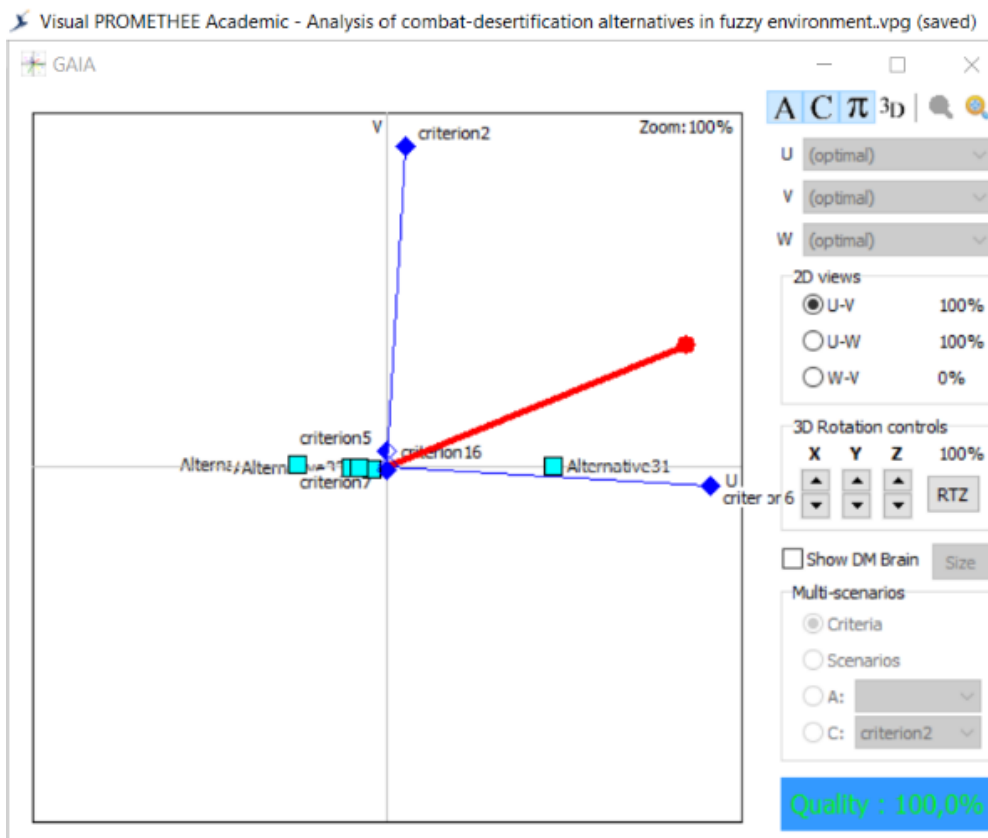 Visual PROMETHEE Academic - Analysis of combat-desertification alternatives in fuzzy environment..vpg (saved)
GAIA
A C π 3D
V
criterion2
Zoom: 100%
U (optimal)
V (optimal)
W (optimal)
2D views
U-V 100%
U-W 100%
W-V 0%
criterion5
criterion16
criterion7
Alternative31
U
criterior6
3D Rotation controls
X Y Z 100%
RTZ
Show DM Brain Size
Multi-scenarios
Criteria
Scenarios
A:
C: criterion2
Quality : 100,0%